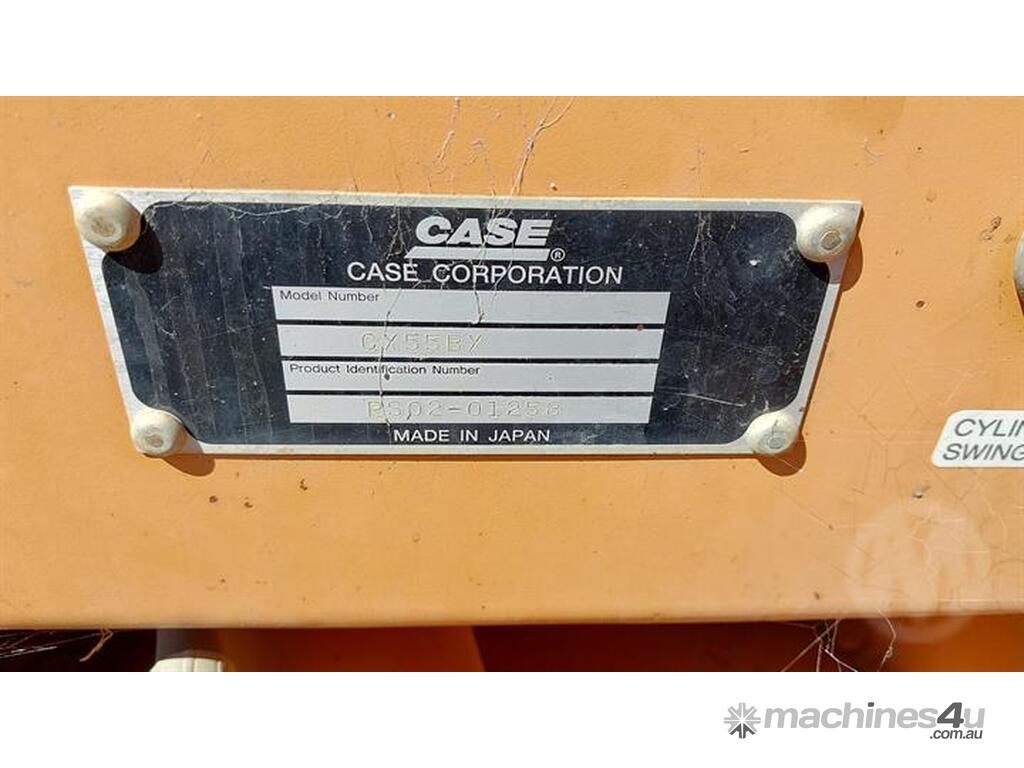 CASE®
CASE CORPORATION
Model Number
CX55BX
Product Identification Number
PS02-01258
MADE IN JAPAN
CYLIN
SWING
machines4u
.com.au